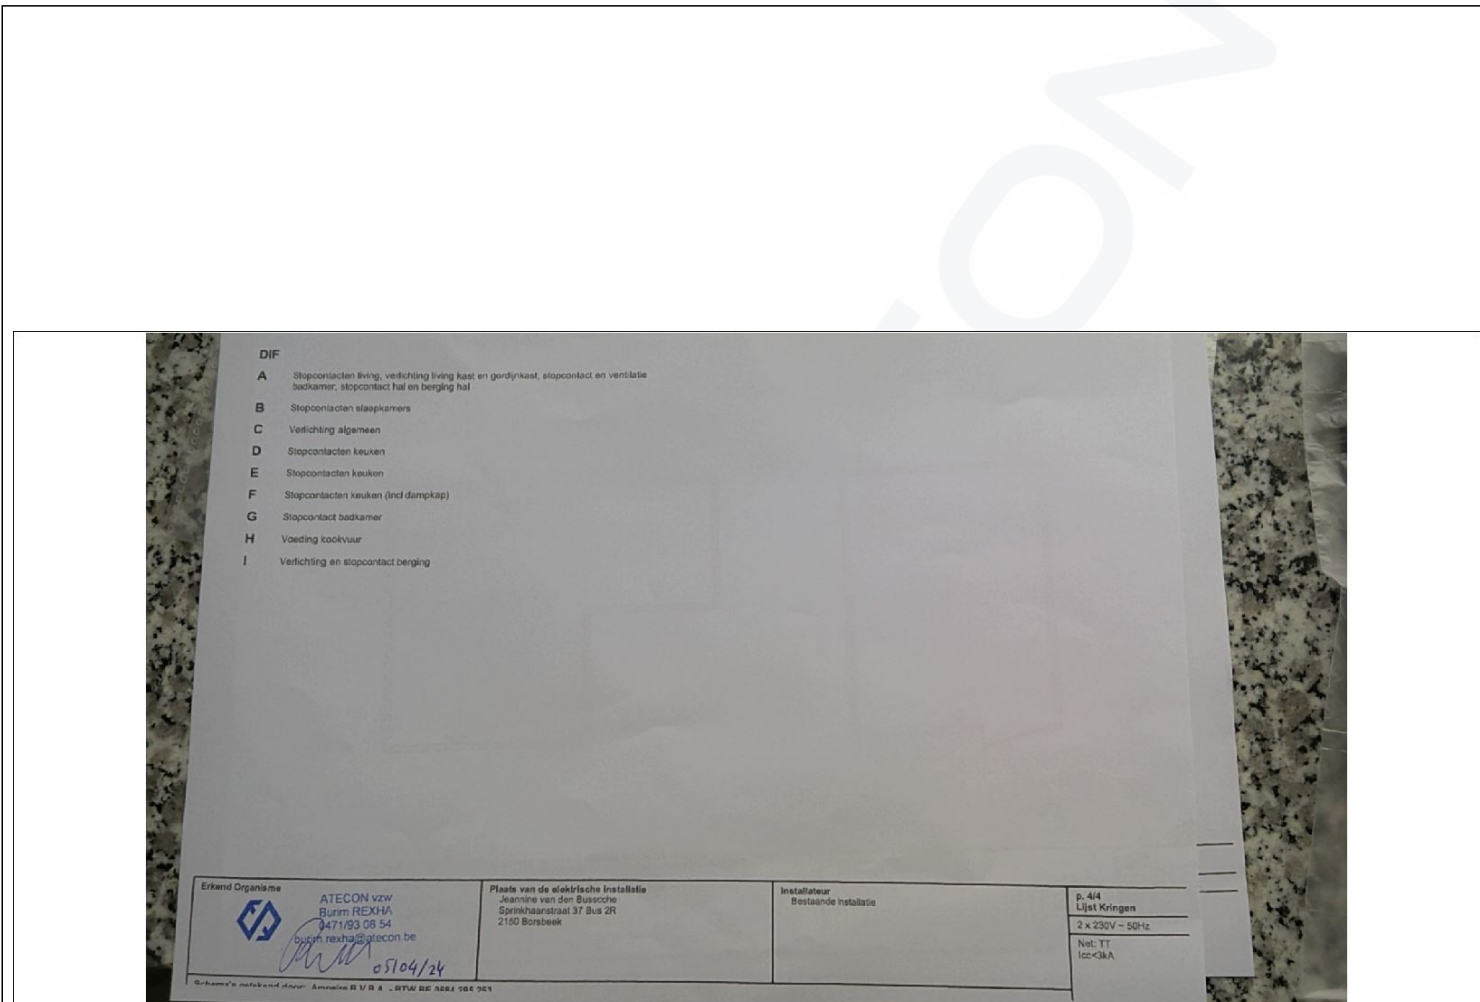 DIF
A Stopcontacten living, verlichting living kast en gordijnkast, stopcontact en ventilatie
badkamer, stopcontact hal en berging hal
B Stopcontacten slaapkamers
C Verlichting algemeen
D Stopcontacten keuken
E Stopcontacten keuken
F Stopcontacten keuken (incl dampkap)
G Stopcontact badkamer
H Voeding kookvuur
I Verlichting en stopcontact berging
Erkend Organisme
ATECON vzw
Burim REXHA
0471/93 06 54
burim.rexha@atecon.be
05/04/24
Plaats van de elektrische installatie
Jeannine van den Bussche
Sprinkhaanstraat 37 Bus 2R
2150 Borsbeek
Installateur
Bestaande installatie
p. 4/4
Lijst Kringen
2 x 230V ~ 50Hz
Net: TT
Icc<3kA
Schema's getekend door: